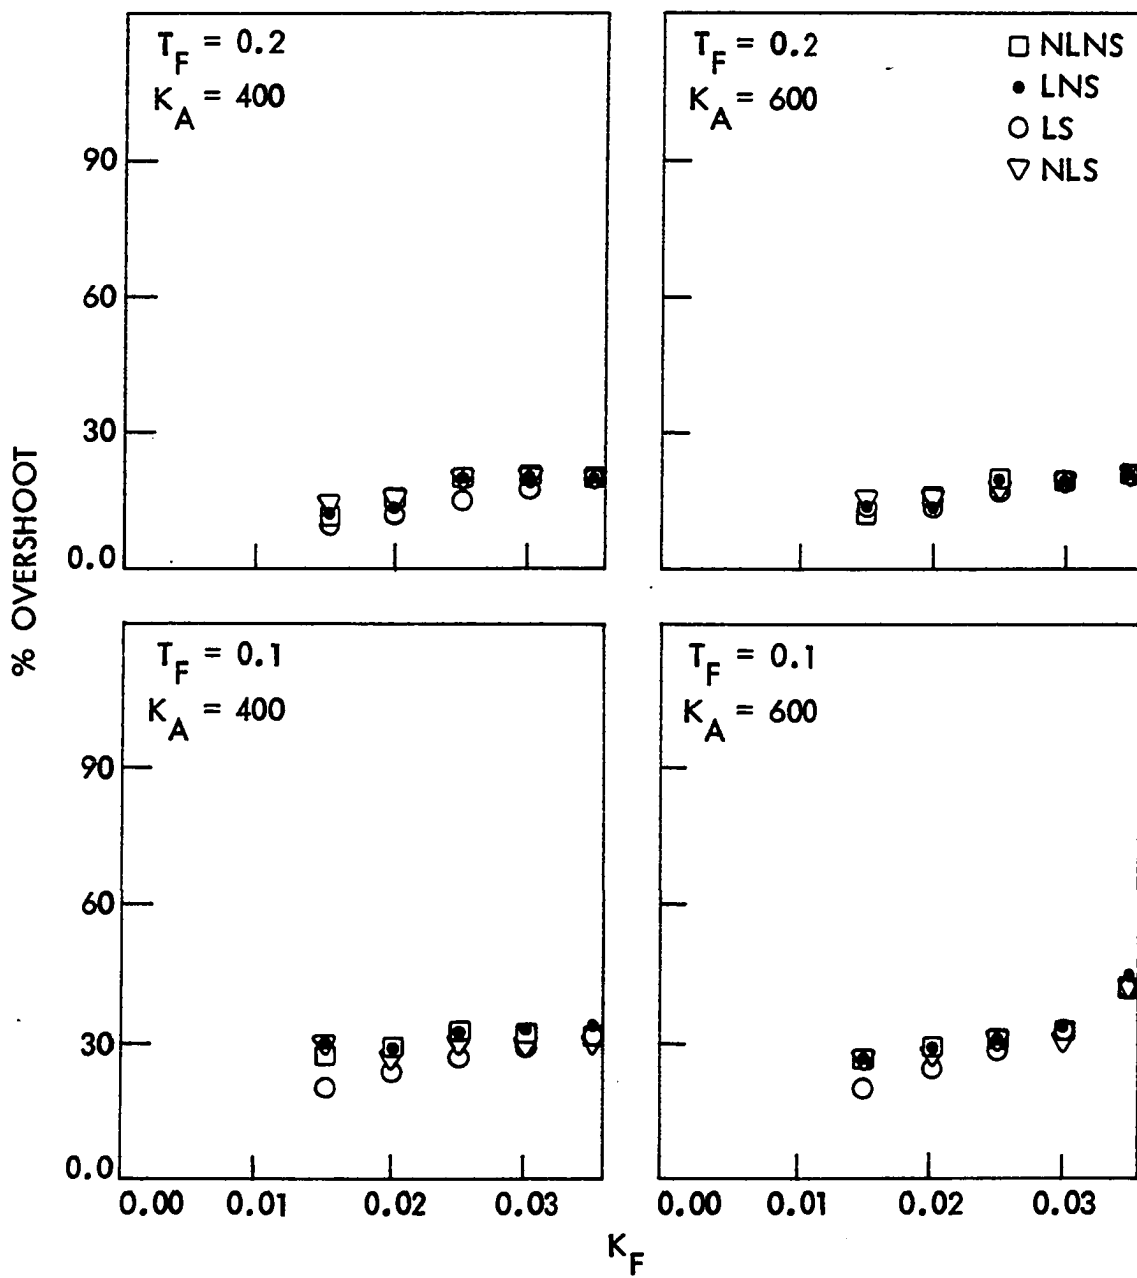 T_F = 0.2
K_A = 400
T_F = 0.2
K_A = 600
NLNS
LNS
LS
NLS
90
60
30
0.0
% OVERSHOOT
T_F = 0.1
K_A = 400
T_F = 0.1
K_A = 600
90
60
30
0.0
0.00 0.01 0.02 0.03
0.00 0.01 0.02 0.03
K_F